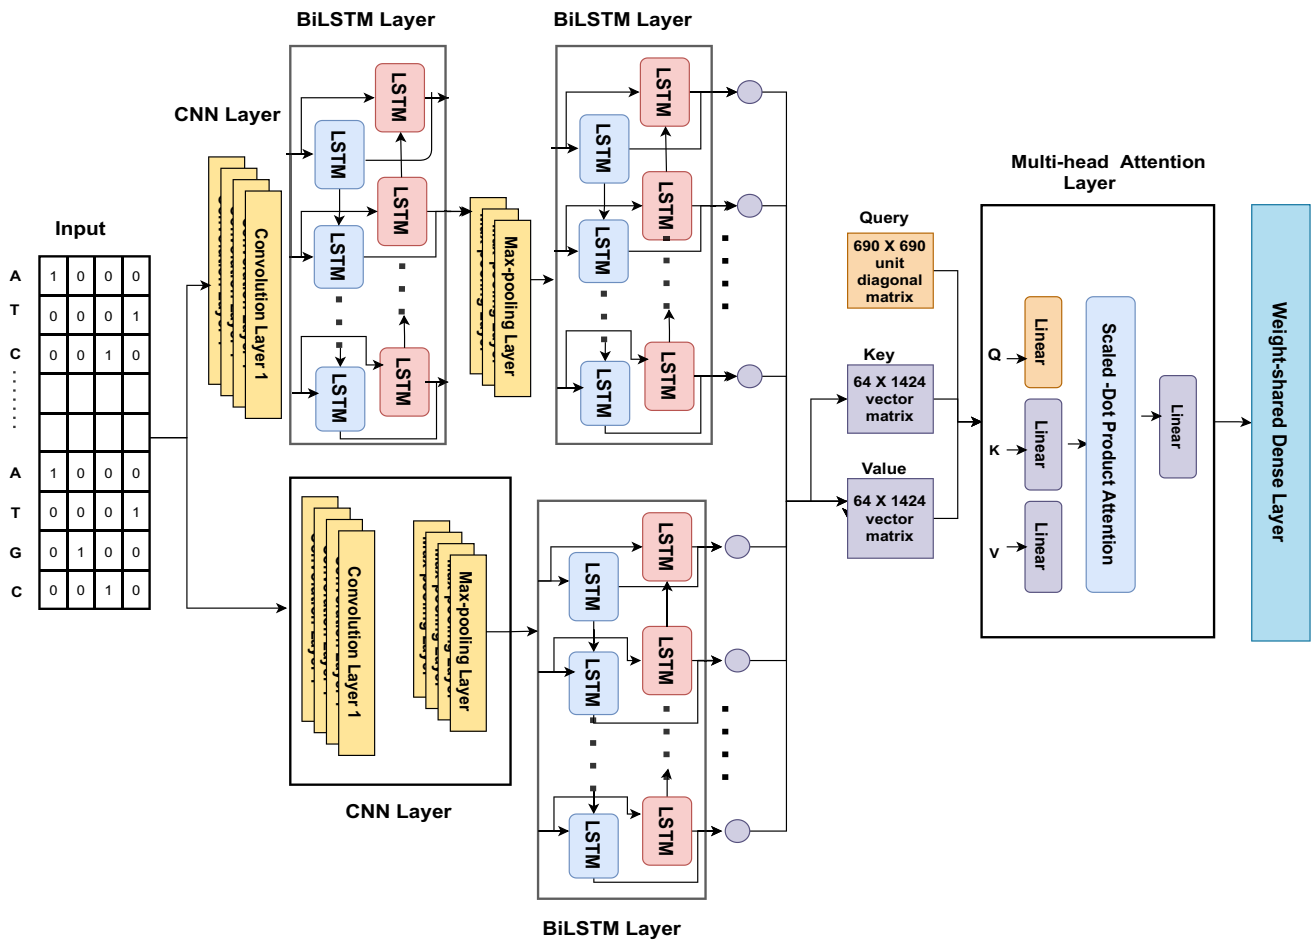 BiLSTM Layer
BiLSTM Layer
CNN Layer
LSTM
LSTM
LSTM
LSTM
LSTM
LSTM
Convolution Layer 1
Max-pooling Layer
LSTM
LSTM
LSTM
LSTM
LSTM
LSTM
Input
A 1 0 0 0
T 0 0 0 1
C 0 0 1 0
A 1 0 0 0
T 0 0 0 1
G 0 1 0 0
C 0 0 1 0
Convolution Layer 1
Max-pooling Layer
CNN Layer
LSTM
LSTM
LSTM
LSTM
LSTM
LSTM
BiLSTM Layer
Query
690 X 690
unit
diagonal
matrix
Key
64 X 1424
vector
matrix
Value
64 X 1424
vector
matrix
Multi-head Attention
Layer
Q
Linear
K
Linear
V
Linear
Scaled -Dot Product Attention
Linear
Weight-shared Dense Layer